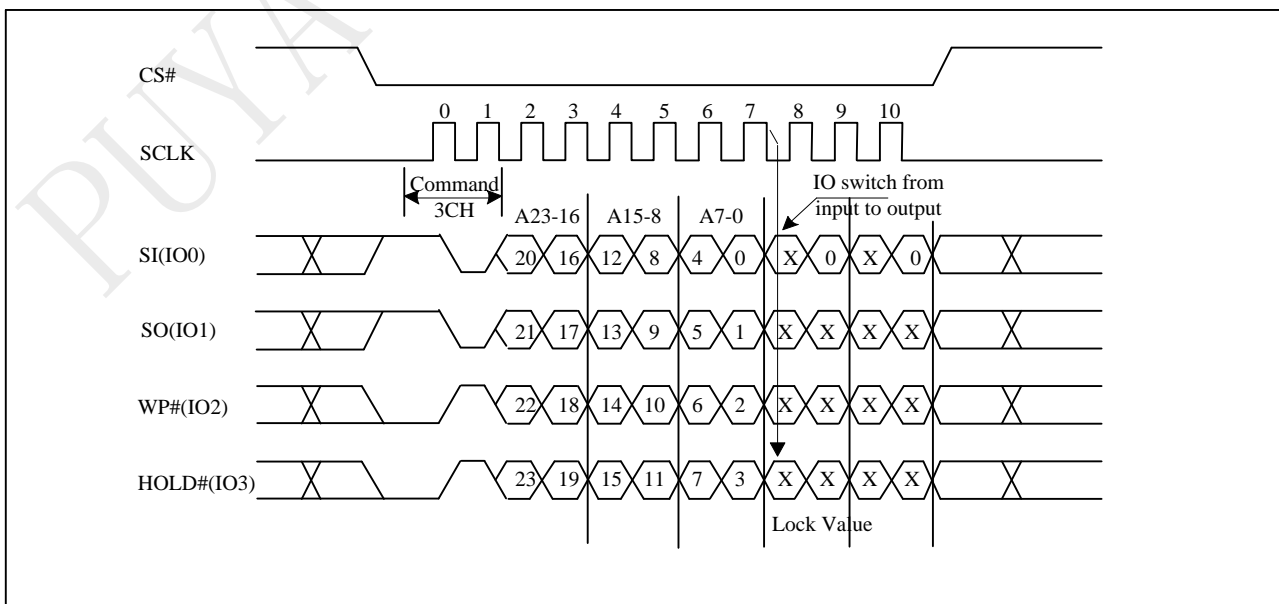 PUYA
CS#
0 1 2 3 4 5 6 7 8 9 10
SCLK
Command
3CH
IO switch from
input to output
A23-16 A15-8 A7-0
SI(IO0) 20 16 12 8 4 0 X 0 X 0
SO(IO1) 21 17 13 9 5 1 X X X X
WP#(IO2) 22 18 14 10 6 2 X X X X
HOLD#(IO3) 23 19 15 11 7 3 X X X X
Lock Value